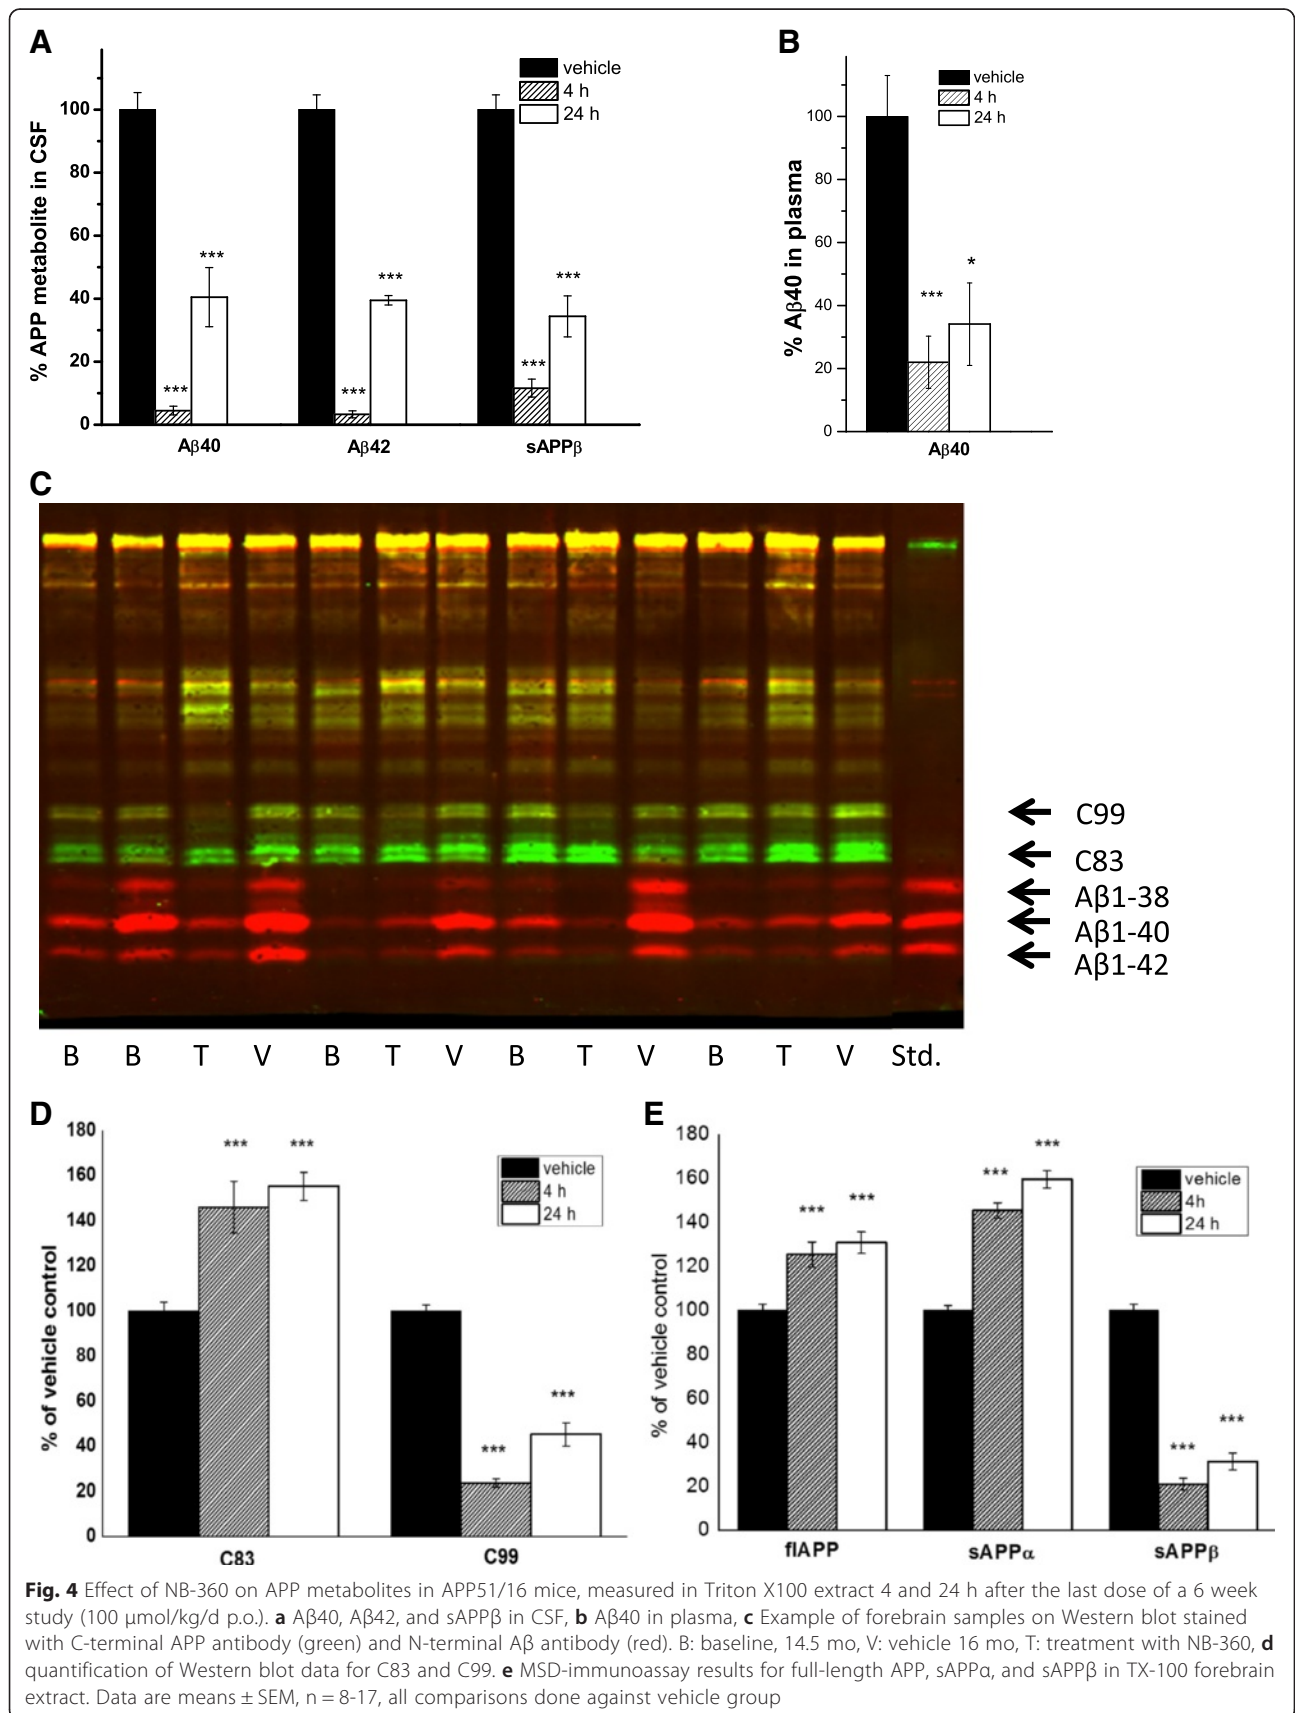 A
% APP metabolite in CSF
100
80
60
40
20
0
vehicle
4 h
24 h
***
***
***
***
***
***
Aβ40 Aβ42 sAPPβ
B
% Aβ40 in plasma
100
80
60
40
20
0
vehicle
4 h
24 h
***
*
Aβ40
C
C99
C83
Aβ1-38
Aβ1-40
Aβ1-42
B B T V B T V B T V B T V Std.
D
% of vehicle control
180
160
140
120
100
80
60
40
20
0
vehicle
4 h
24 h
*** ***
***
***
C83 C99
E
% of vehicle control
180
160
140
120
100
80
60
40
20
0
vehicle
4h
24 h
*** ***
*** ***
*** ***
flAPP sAPPα sAPPβ
Fig. 4 Effect of NB-360 on APP metabolites in APP51/16 mice, measured in Triton X100 extract 4 and 24 h after the last dose of a 6 week
study (100 μmol/kg/d p.o.). a Aβ40, Aβ42, and sAPPβ in CSF, b Aβ40 in plasma, c Example of forebrain samples on Western blot stained
with C-terminal APP antibody (green) and N-terminal Aβ antibody (red). B: baseline, 14.5 mo, V: vehicle 16 mo, T: treatment with NB-360, d
quantification of Western blot data for C83 and C99. e MSD-immunoassay results for full-length APP, sAPPα, and sAPPβ in TX-100 forebrain
extract. Data are means ± SEM, n = 8-17, all comparisons done against vehicle group